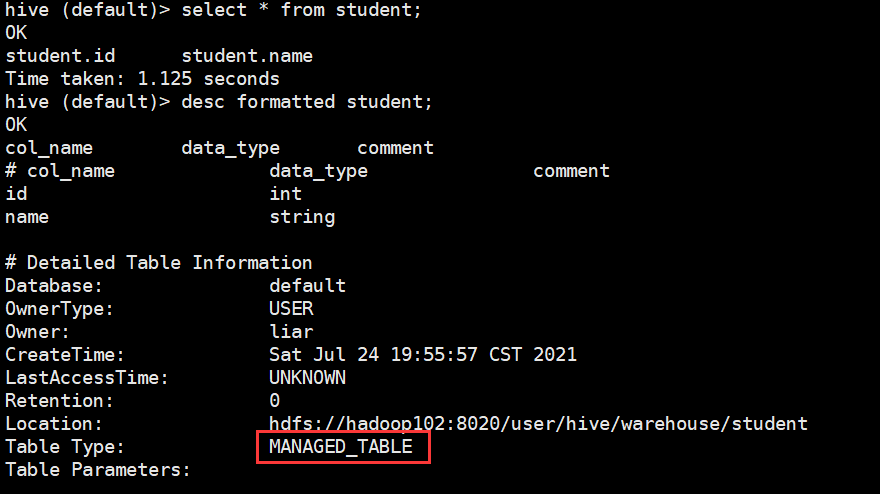 hive (default)> select * from student;
OK
student.id      student.name
Time taken: 1.125 seconds
hive (default)> desc formatted student;
OK
col_name        data_type       comment
# col_name              data_type               comment
id                      int
name                    string

# Detailed Table Information
Database:               default
OwnerType:              USER
Owner:                  liar
CreateTime:             Sat Jul 24 19:55:57 CST 2021
LastAccessTime:         UNKNOWN
Retention:              0
Location:               hdfs://hadoop102:8020/user/hive/warehouse/student
Table Type:             MANAGED_TABLE
Table Parameters: